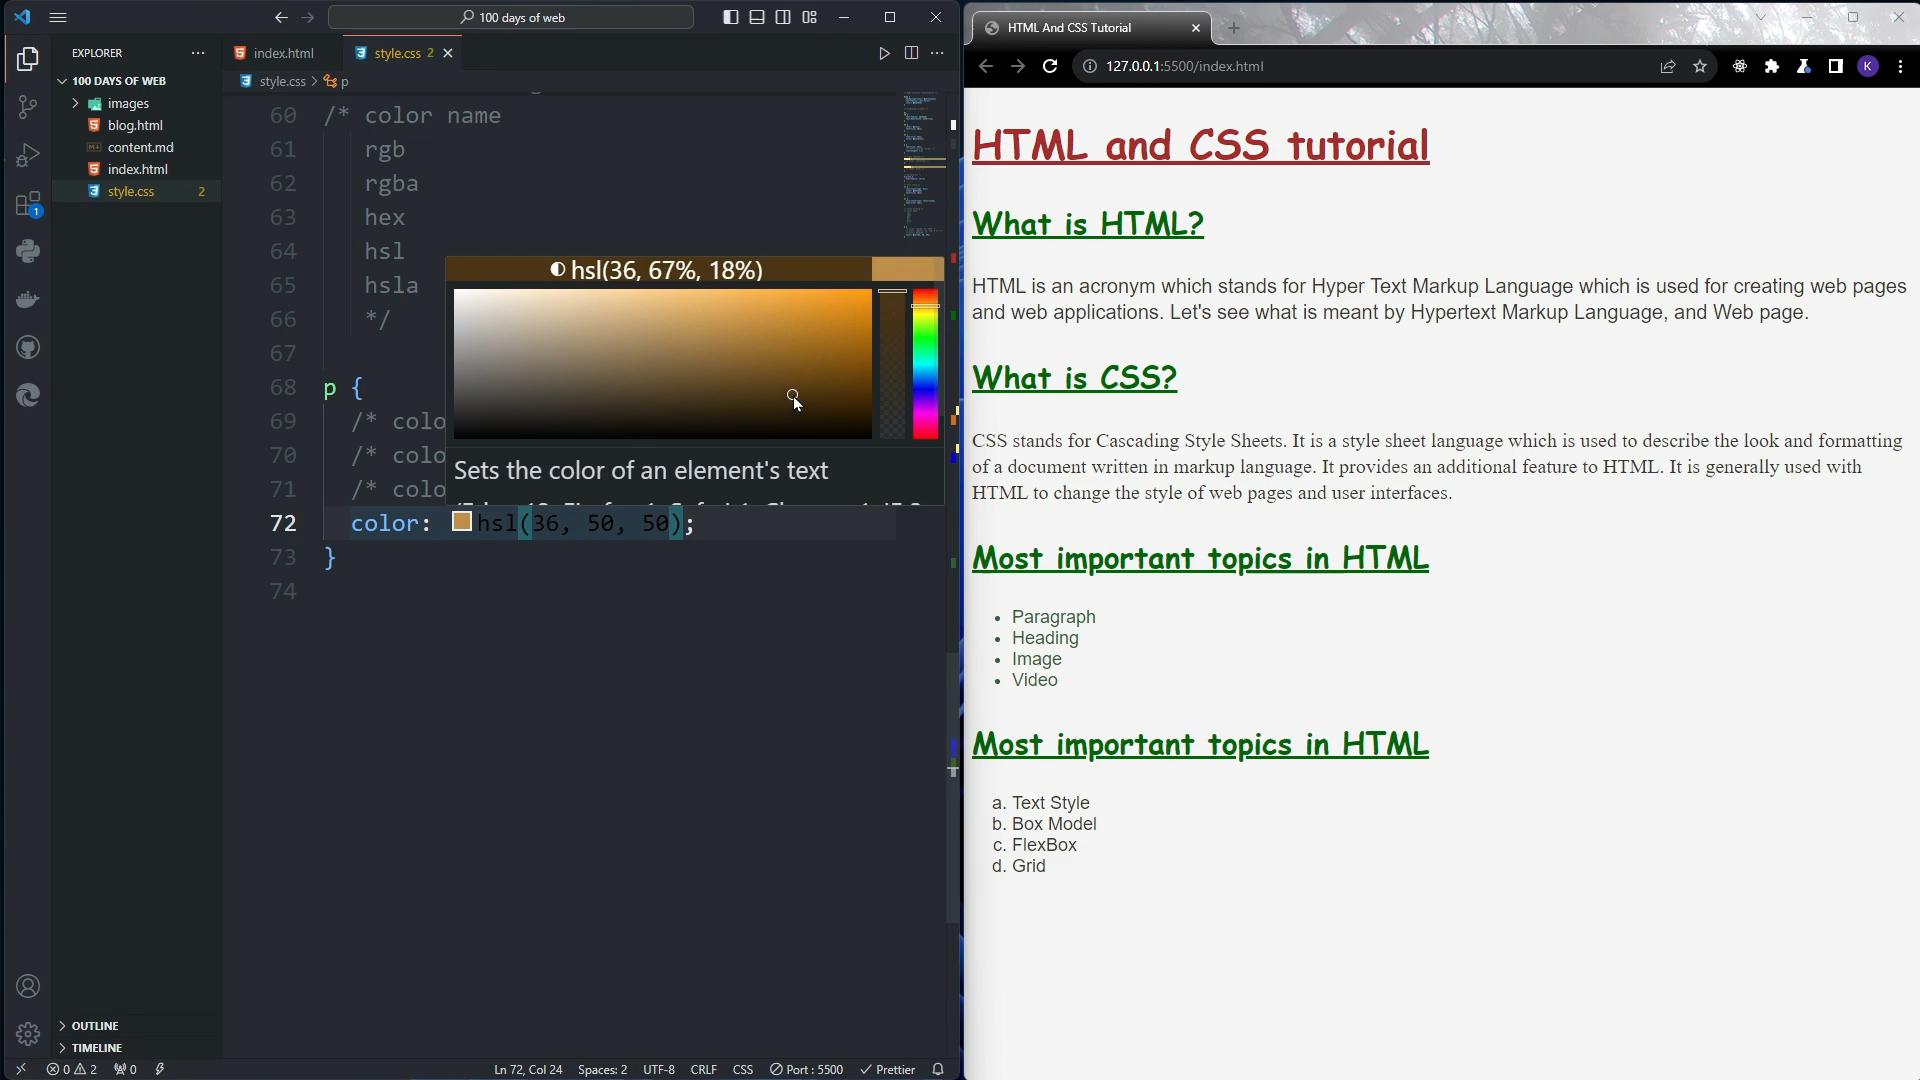 100 days of web
EXPLORER
index.html
style.css 2
100 DAYS OF WEB
images
blog.html
content.md
index.html
style.css 2
style.css > p
60 /* color name
61 rgb
62 rgba
63 hex
64 hsl
65 hsla
66 */
67
68 p {
69 /* colo
70 /* colo
71 /* colo
72 color: hsl(36, 50, 50);
73 }
74
hsl(36, 67%, 18%)
Sets the color of an element's text
1
OUTLINE
TIMELINE
0 2 0
Ln 72, Col 24 Spaces: 2 UTF-8 CRLF CSS Port : 5500 Prettier
HTML And CSS Tutorial
127.0.0.1:5500/index.html
K
HTML and CSS tutorial
What is HTML?
HTML is an acronym which stands for Hyper Text Markup Language which is used for creating web pages
and web applications. Let's see what is meant by Hypertext Markup Language, and Web page.
What is CSS?
CSS stands for Cascading Style Sheets. It is a style sheet language which is used to describe the look and formatting
of a document written in markup language. It provides an additional feature to HTML. It is generally used with
HTML to change the style of web pages and user interfaces.
Most important topics in HTML
• Paragraph
• Heading
• Image
• Video
Most important topics in HTML
a. Text Style
b. Box Model
c. FlexBox
d. Grid